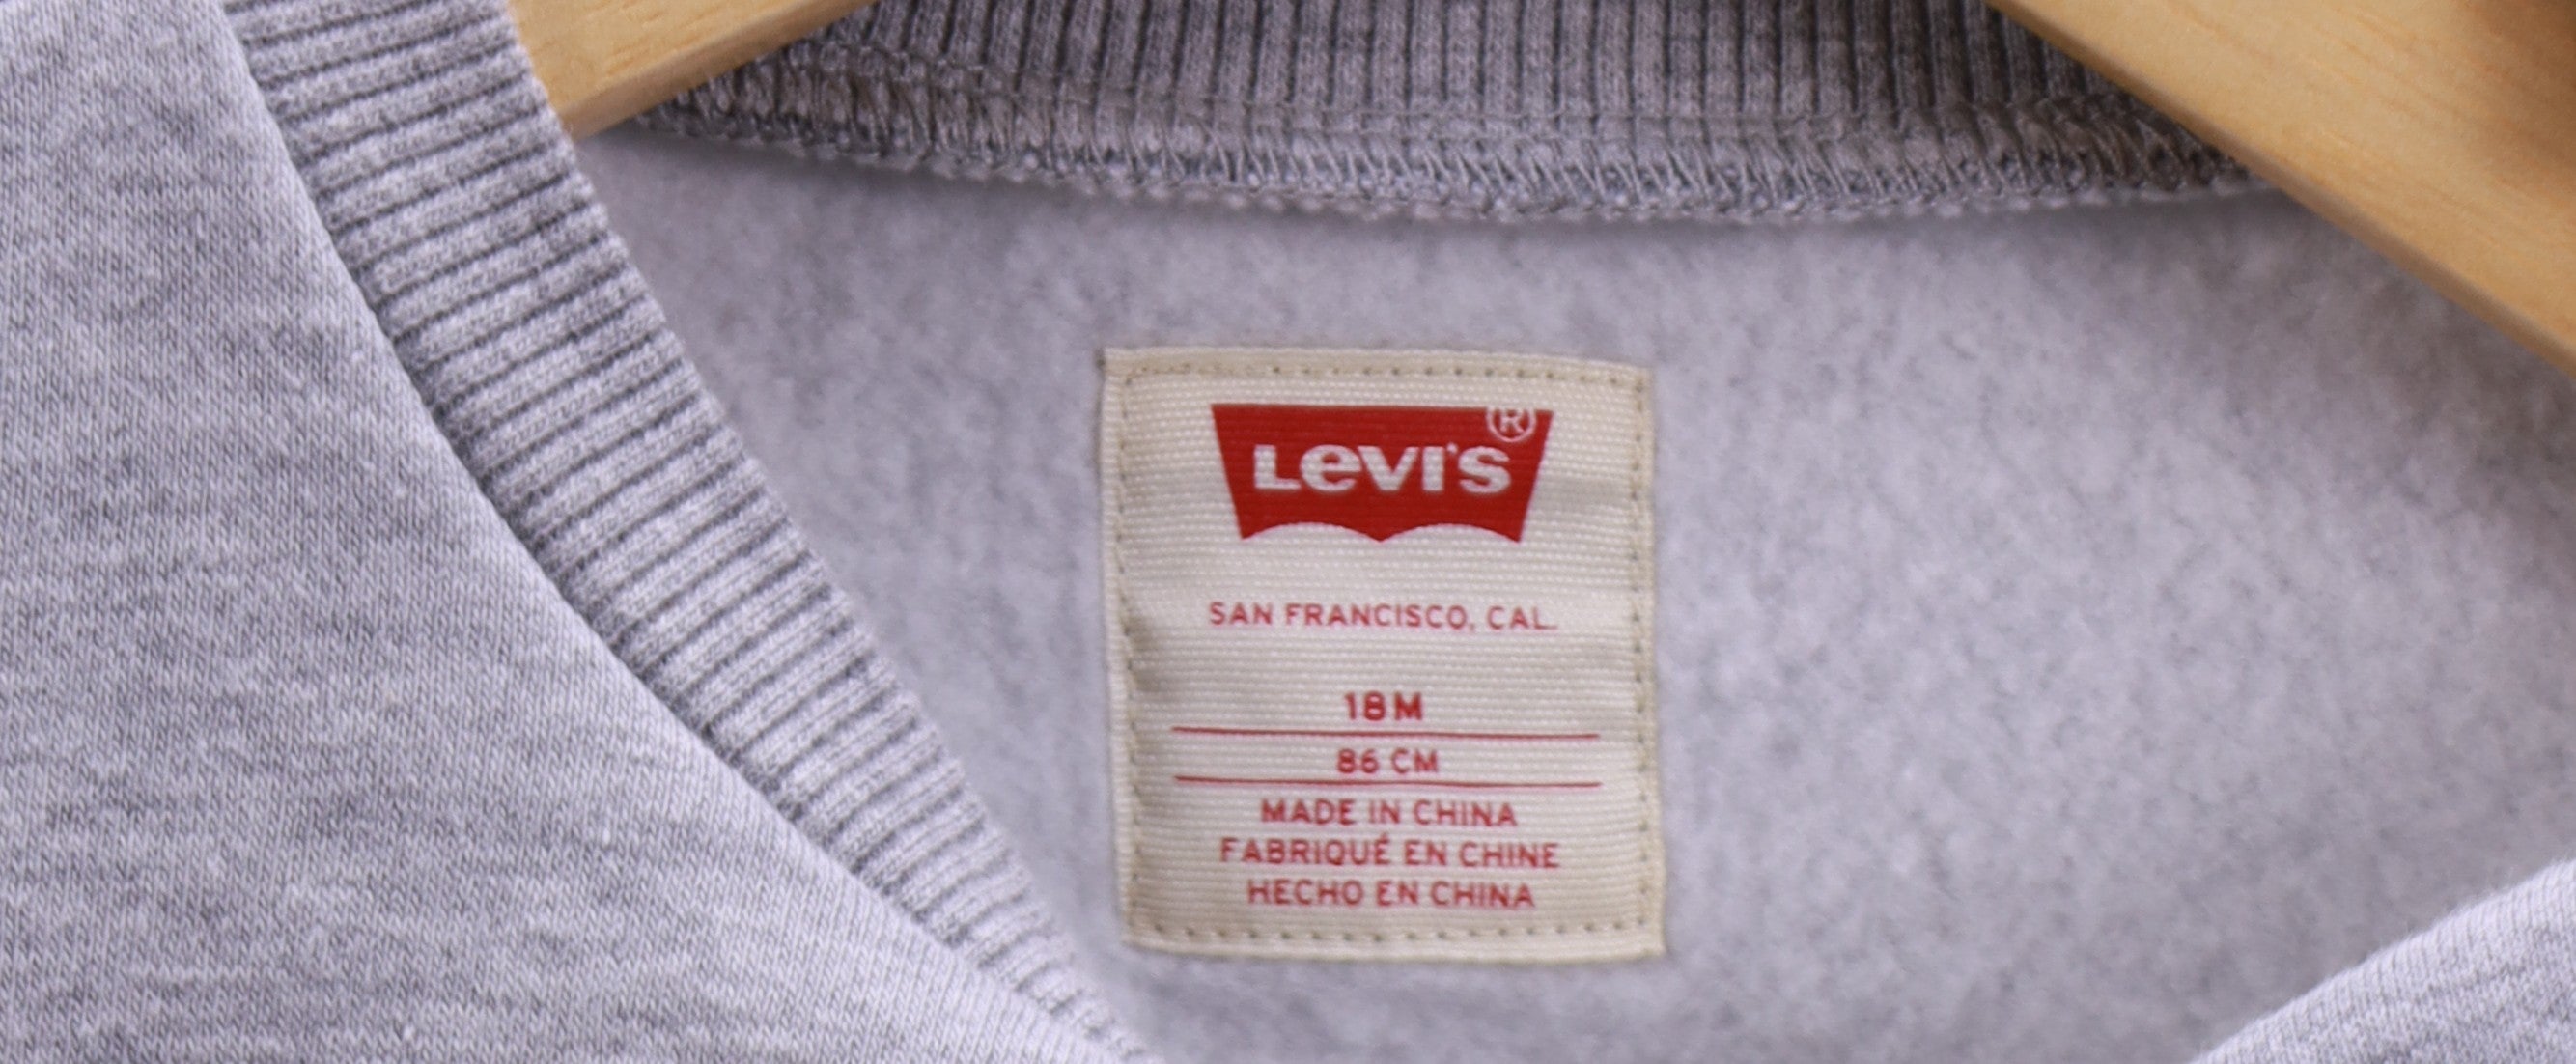 LEVI'S®
SAN FRANCISCO, CAL.
18M
86 CM
MADE IN CHINA
FABRIQUÉ EN CHINE
HECHO EN CHINA